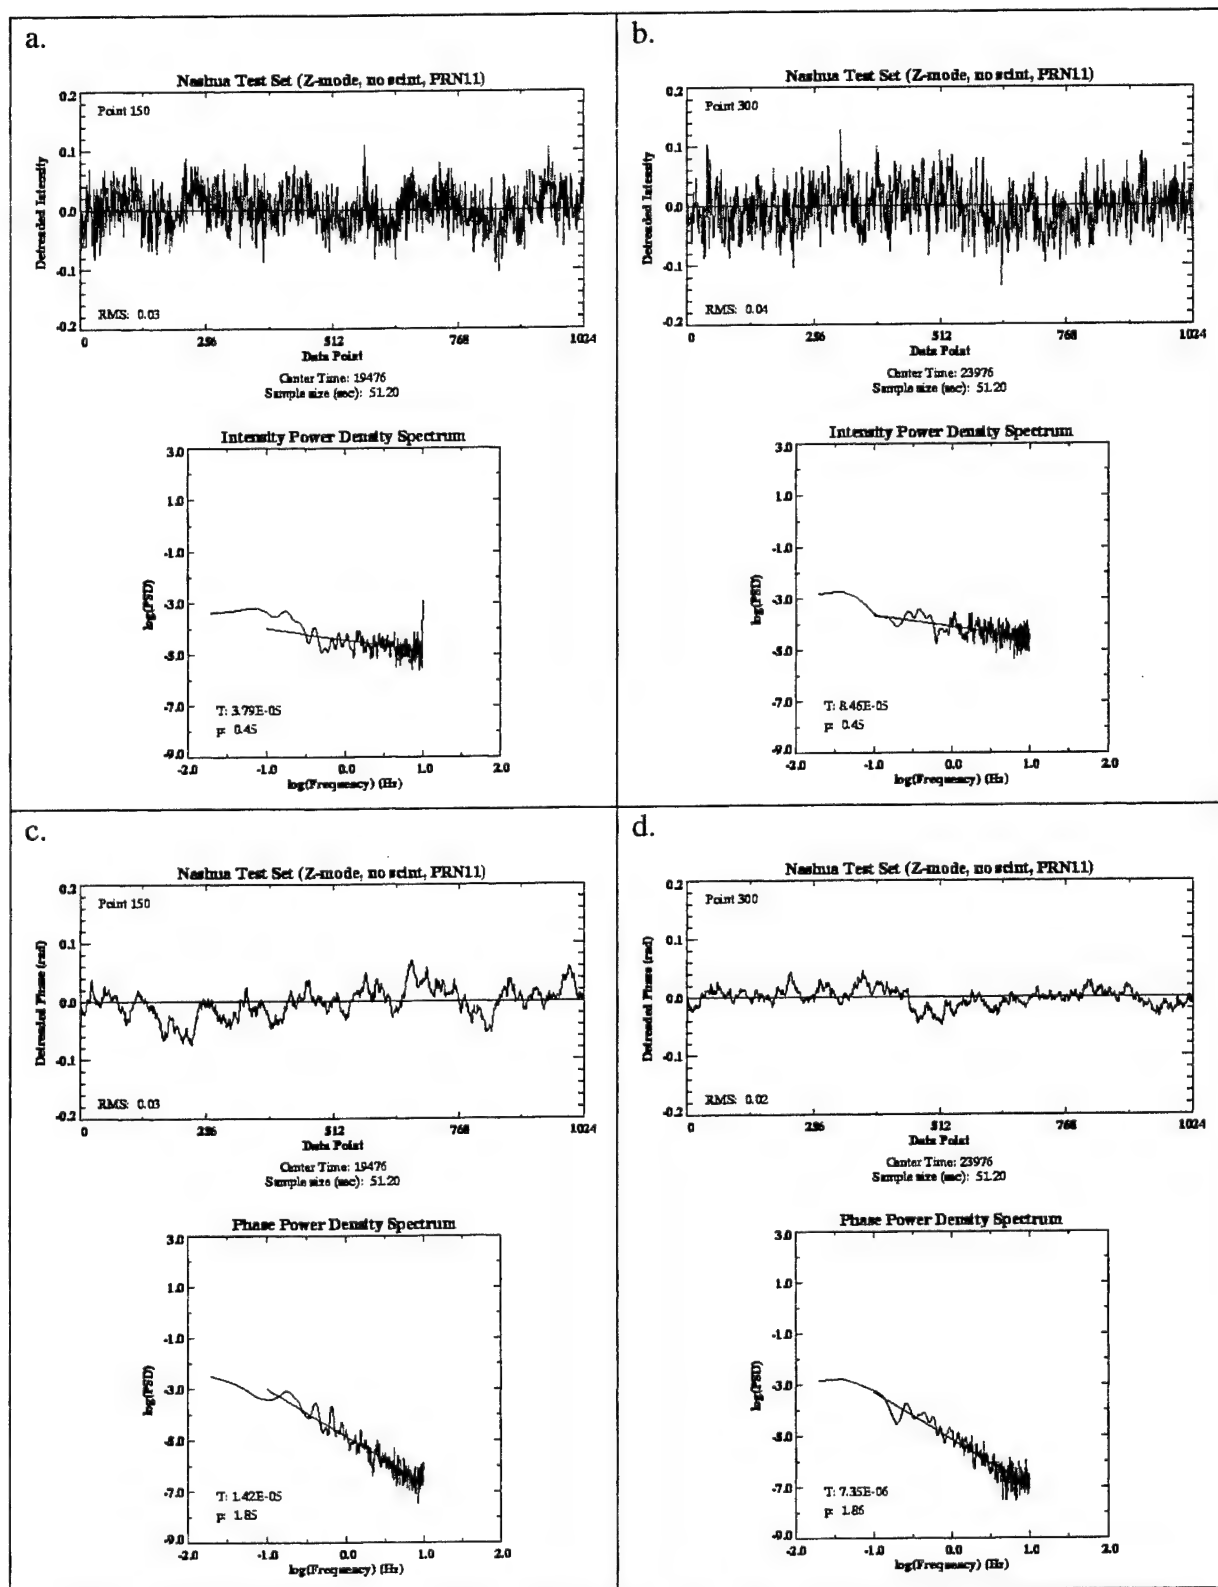 a.
Nashua Test Set (Z-mode, no scint, PRN11)
Point 150
0.2
0.1
0.0
-0.1
-0.2
Detrended Intensity
RMS: 0.03
0 256 512 768 1024
Data Point
Center Time: 19476
Sample size (sec): 51.20
Intensity Power Density Spectrum
3.0
1.0
-1.0
-3.0
-5.0
-7.0
-9.0
log(PSD)
T: 3.79E-05
p: 0.45
-2.0 -1.0 0.0 1.0 2.0
log(Frequency) (Hz)
b.
Nashua Test Set (Z-mode, no scint, PRN11)
Point 300
0.2
0.1
0.0
-0.1
-0.2
Detrended Intensity
RMS: 0.04
0 256 512 768 1024
Data Point
Center Time: 23976
Sample size (sec): 51.20
Intensity Power Density Spectrum
3.0
1.0
-1.0
-3.0
-5.0
-7.0
-9.0
log(PSD)
T: 8.46E-05
p: 0.45
-2.0 -1.0 0.0 1.0 2.0
log(Frequency) (Hz)
c.
Nashua Test Set (Z-mode, no scint, PRN11)
Point 150
0.2
0.1
0.0
-0.1
-0.2
Detrended Phase (rad)
RMS: 0.03
0 256 512 768 1024
Data Point
Center Time: 19476
Sample size (sec): 51.20
Phase Power Density Spectrum
3.0
1.0
-1.0
-3.0
-5.0
-7.0
-9.0
log(PSD)
T: 1.42E-05
p: 1.85
-2.0 -1.0 0.0 1.0 2.0
log(Frequency) (Hz)
d.
Nashua Test Set (Z-mode, no scint, PRN11)
Point 300
0.2
0.1
0.0
-0.1
-0.2
Detrended Phase (rad)
RMS: 0.02
0 256 512 768 1024
Data Point
Center Time: 23976
Sample size (sec): 51.20
Phase Power Density Spectrum
3.0
1.0
-1.0
-3.0
-5.0
-7.0
-9.0
log(PSD)
T: 7.35E-06
p: 1.86
-2.0 -1.0 0.0 1.0 2.0
log(Frequency) (Hz)